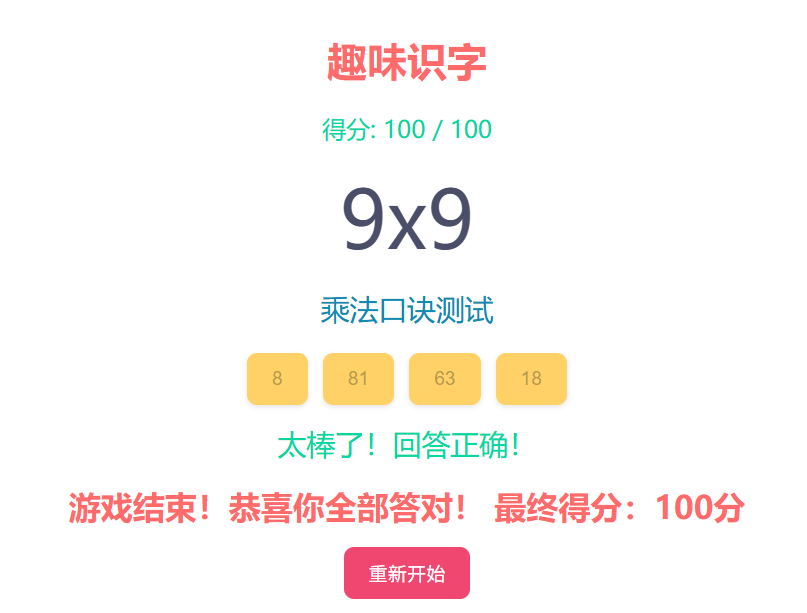 趣味识字
得分: 100 / 100
9x9
乘法口诀测试
8 81 63 18
太棒了！回答正确！
游戏结束！恭喜你全部答对！ 最终得分：100分
重新开始